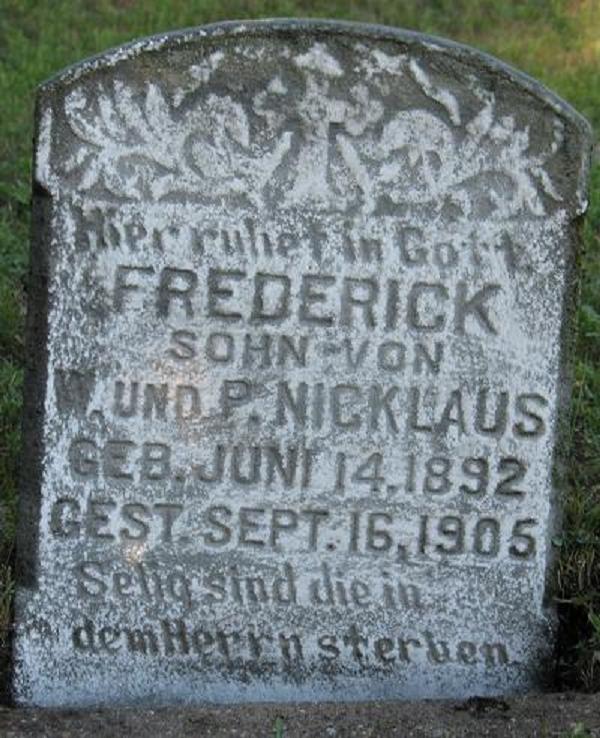 Hier ruhet in Gott.
FREDERICK
SOHN-VON
W. UND P. NICKLAUS
GEB. JUNI 14, 1892
GEST. SEPT. 16, 1905
Selig sind die in
dem Herrn sterben